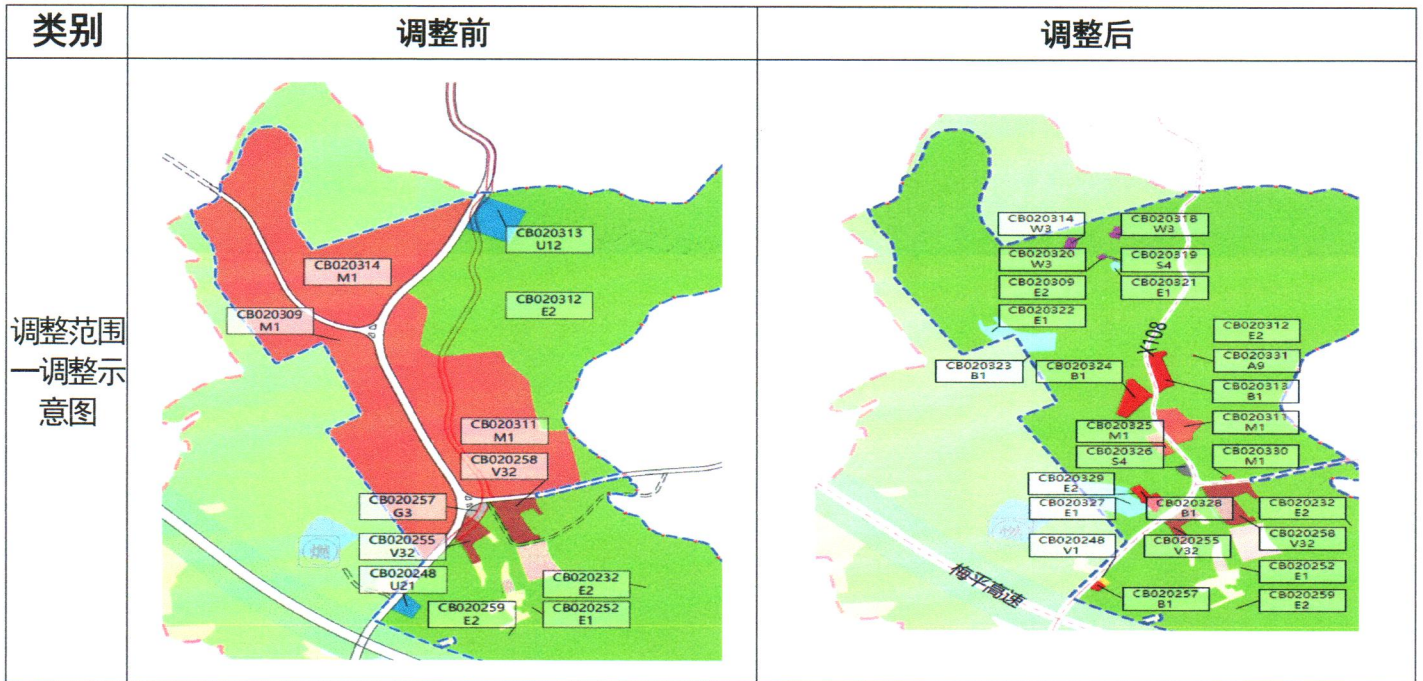 类别
调整前
调整后
调整范围
一调整示
意图
CB020313
U12
CB020314
M1
CB020312
E2
CB020309
M1
CB020311
M1
CB020258
V32
CB020257
G3
CB020255
V32
燃
CB020248
U21
CB020232
E2
CB020259
E2
CB020252
E1
CB020314
W3
CB020318
W3
CB020320
W3
CB020319
S4
CB020309
E2
CB020321
E1
CB020322
E1
X108
CB020312
E2
CB020331
A9
CB020323
B1
CB020324
B1
CB020313
B1
CB020325
M1
CB020311
M1
CB020326
S4
CB020330
M1
CB020329
E2
CB020327
E1
CB020328
B1
CB020232
E2
CB020248
V1
CB020255
V32
CB020258
V32
CB020252
E1
梅平高速
CB020257
B1
CB020259
E2